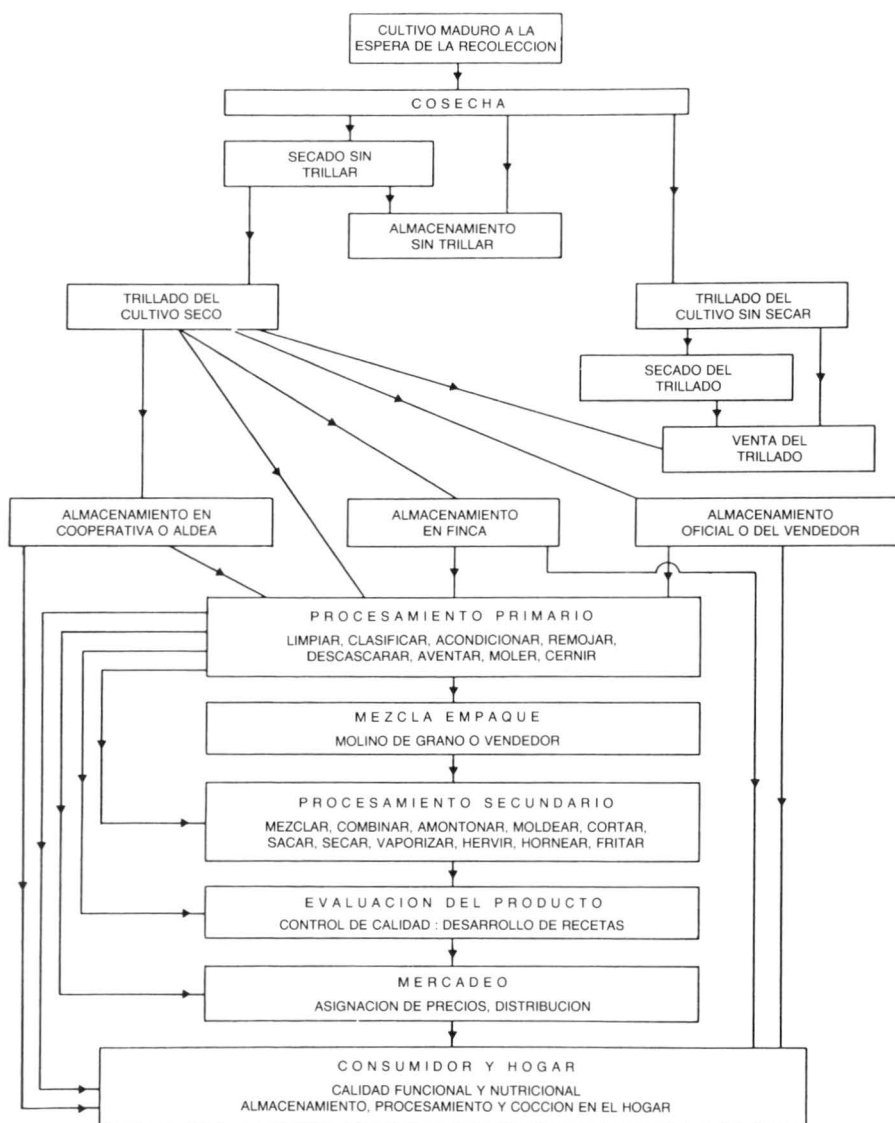 CULTIVO MADURO A LA
ESPERA DE LA RECOLECCION
COSECHA
SECADO SIN
TRILLAR
ALMACENAMIENTO
SIN TRILLAR
TRILLADO DEL
CULTIVO SECO
TRILLADO DEL
CULTIVO SIN SECAR
SECADO DEL
TRILLADO
VENTA DEL
TRILLADO
ALMACENAMIENTO EN
COOPERATIVA O ALDEA
ALMACENAMIENTO
EN FINCA
ALMACENAMIENTO
OFICIAL O DEL VENDEDOR
PROCESAMIENTO PRIMARIO
LIMPIAR, CLASIFICAR, ACONDICIONAR, REMOJAR,
DESCASCARAR, AVENTAR, MOLER, CERNIR
MEZCLA EMPAQUE
MOLINO DE GRANO O VENDEDOR
PROCESAMIENTO SECUNDARIO
MEZCLAR, COMBINAR, AMONTONAR, MOLDEAR, CORTAR,
SACAR, SECAR, VAPORIZAR, HERVIR, HORNEAR, FRITAR
EVALUACION DEL PRODUCTO
CONTROL DE CALIDAD : DESARROLLO DE RECETAS
MERCADEO
ASIGNACION DE PRECIOS, DISTRIBUCION
CONSUMIDOR Y HOGAR
CALIDAD FUNCIONAL Y NUTRICIONAL
ALMACENAMIENTO, PROCESAMIENTO Y COCCION EN EL HOGAR